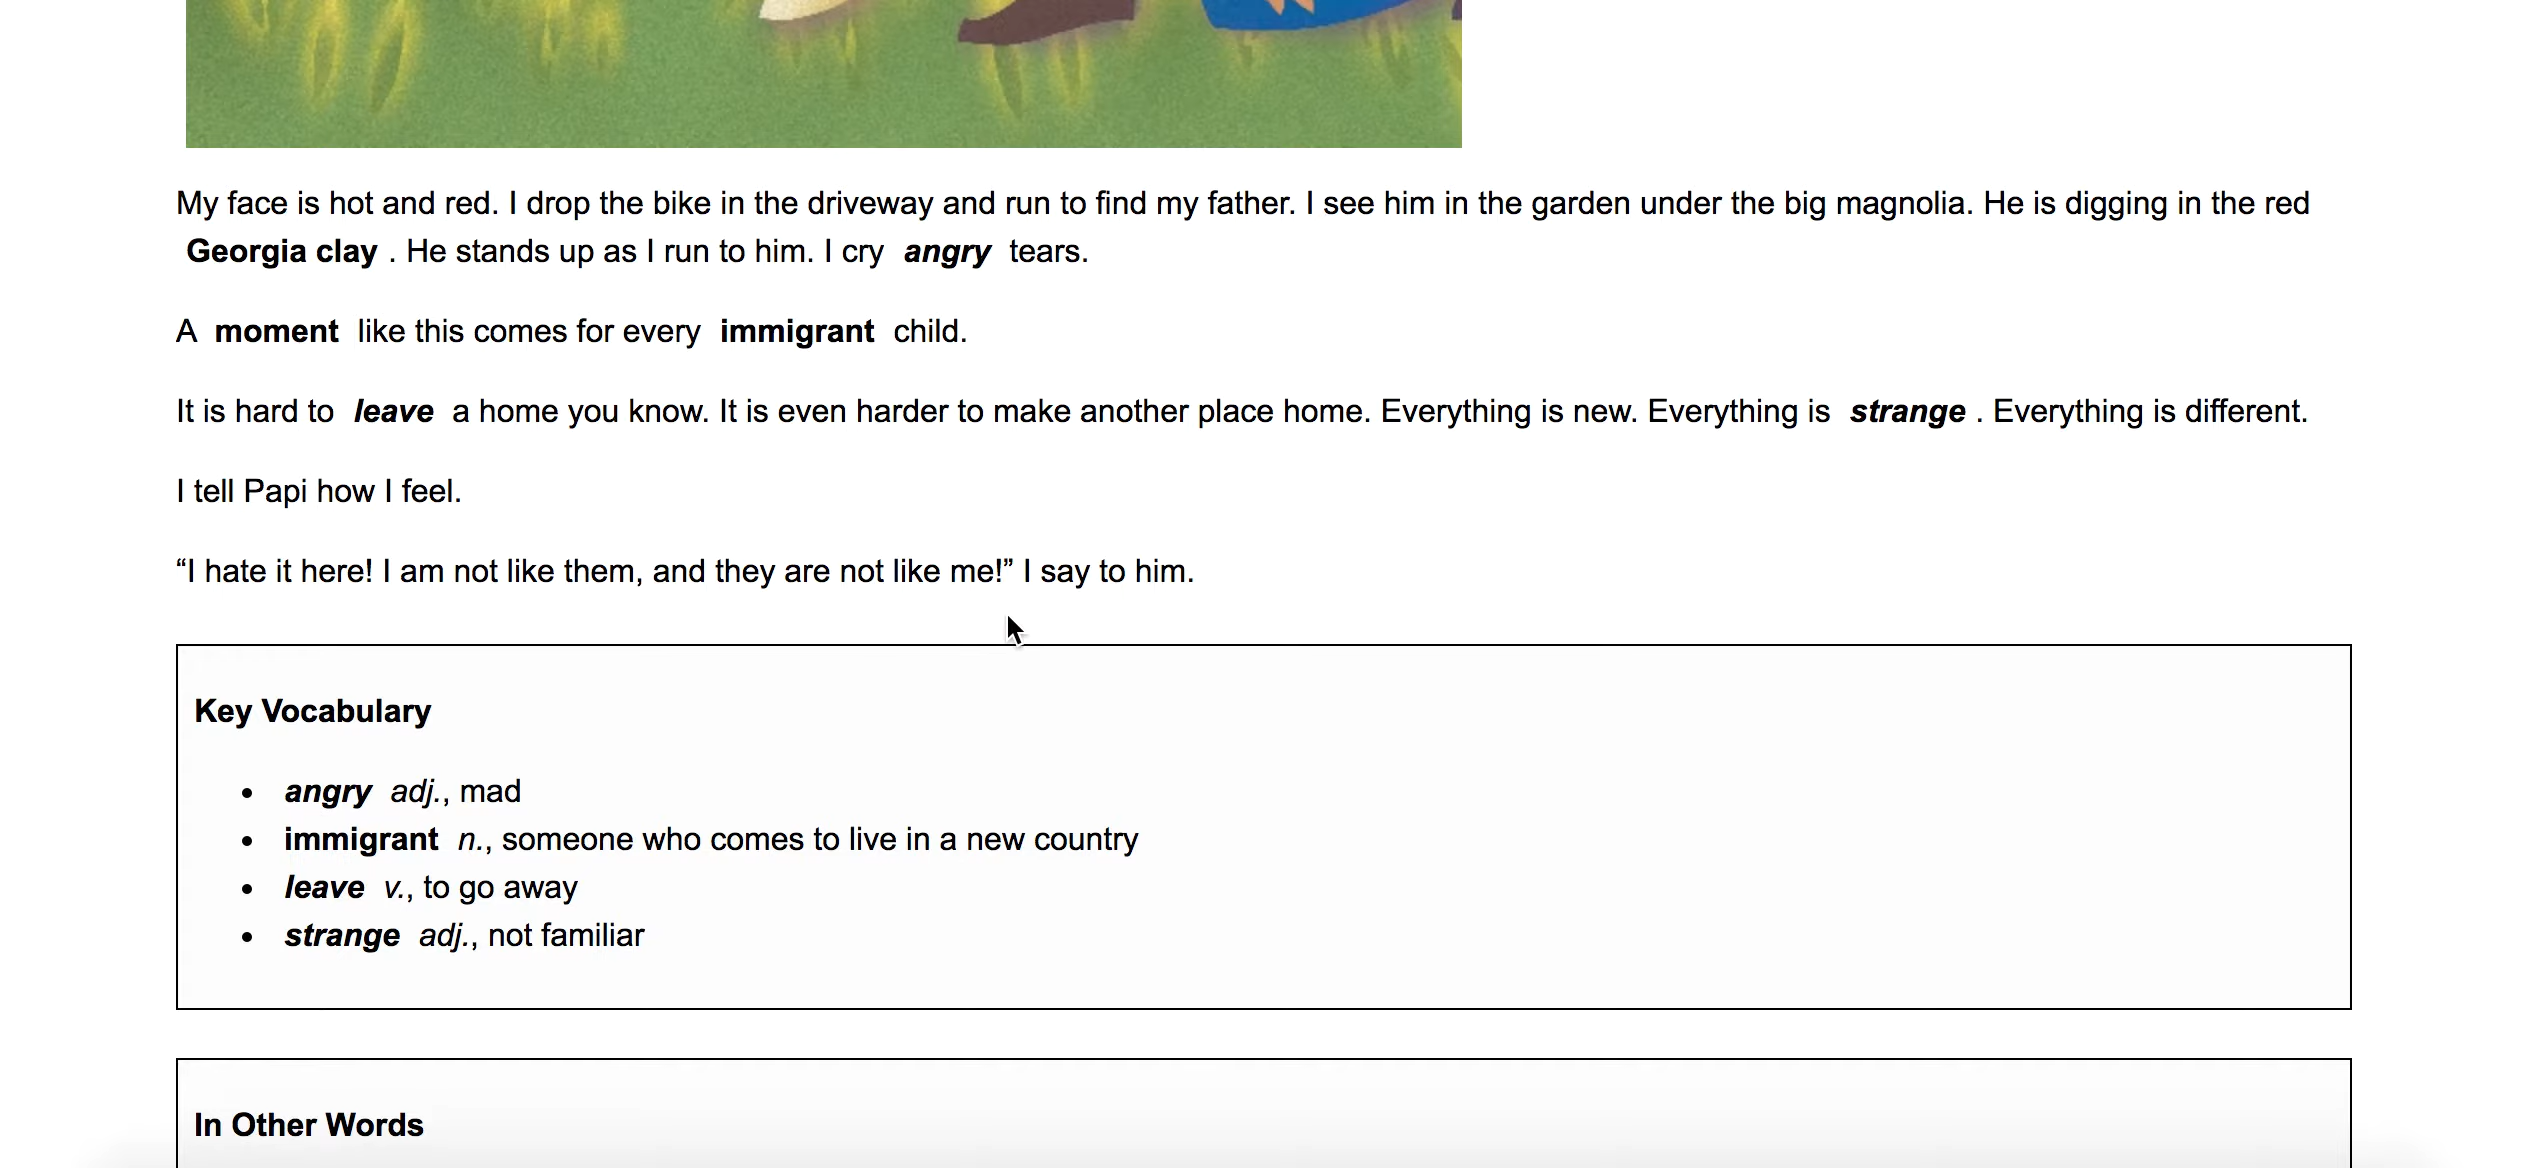 My face is hot and red. I drop the bike in the driveway and run to find my father. I see him in the garden under the big magnolia. He is digging in the red
Georgia clay . He stands up as I run to him. I cry angry tears.
A moment like this comes for every immigrant child.
It is hard to leave a home you know. It is even harder to make another place home. Everything is new. Everything is strange . Everything is different.
I tell Papi how I feel.
“I hate it here! I am not like them, and they are not like me!” I say to him.
Key Vocabulary
• angry adj., mad
• immigrant n., someone who comes to live in a new country
• leave v., to go away
• strange adj., not familiar
In Other Words